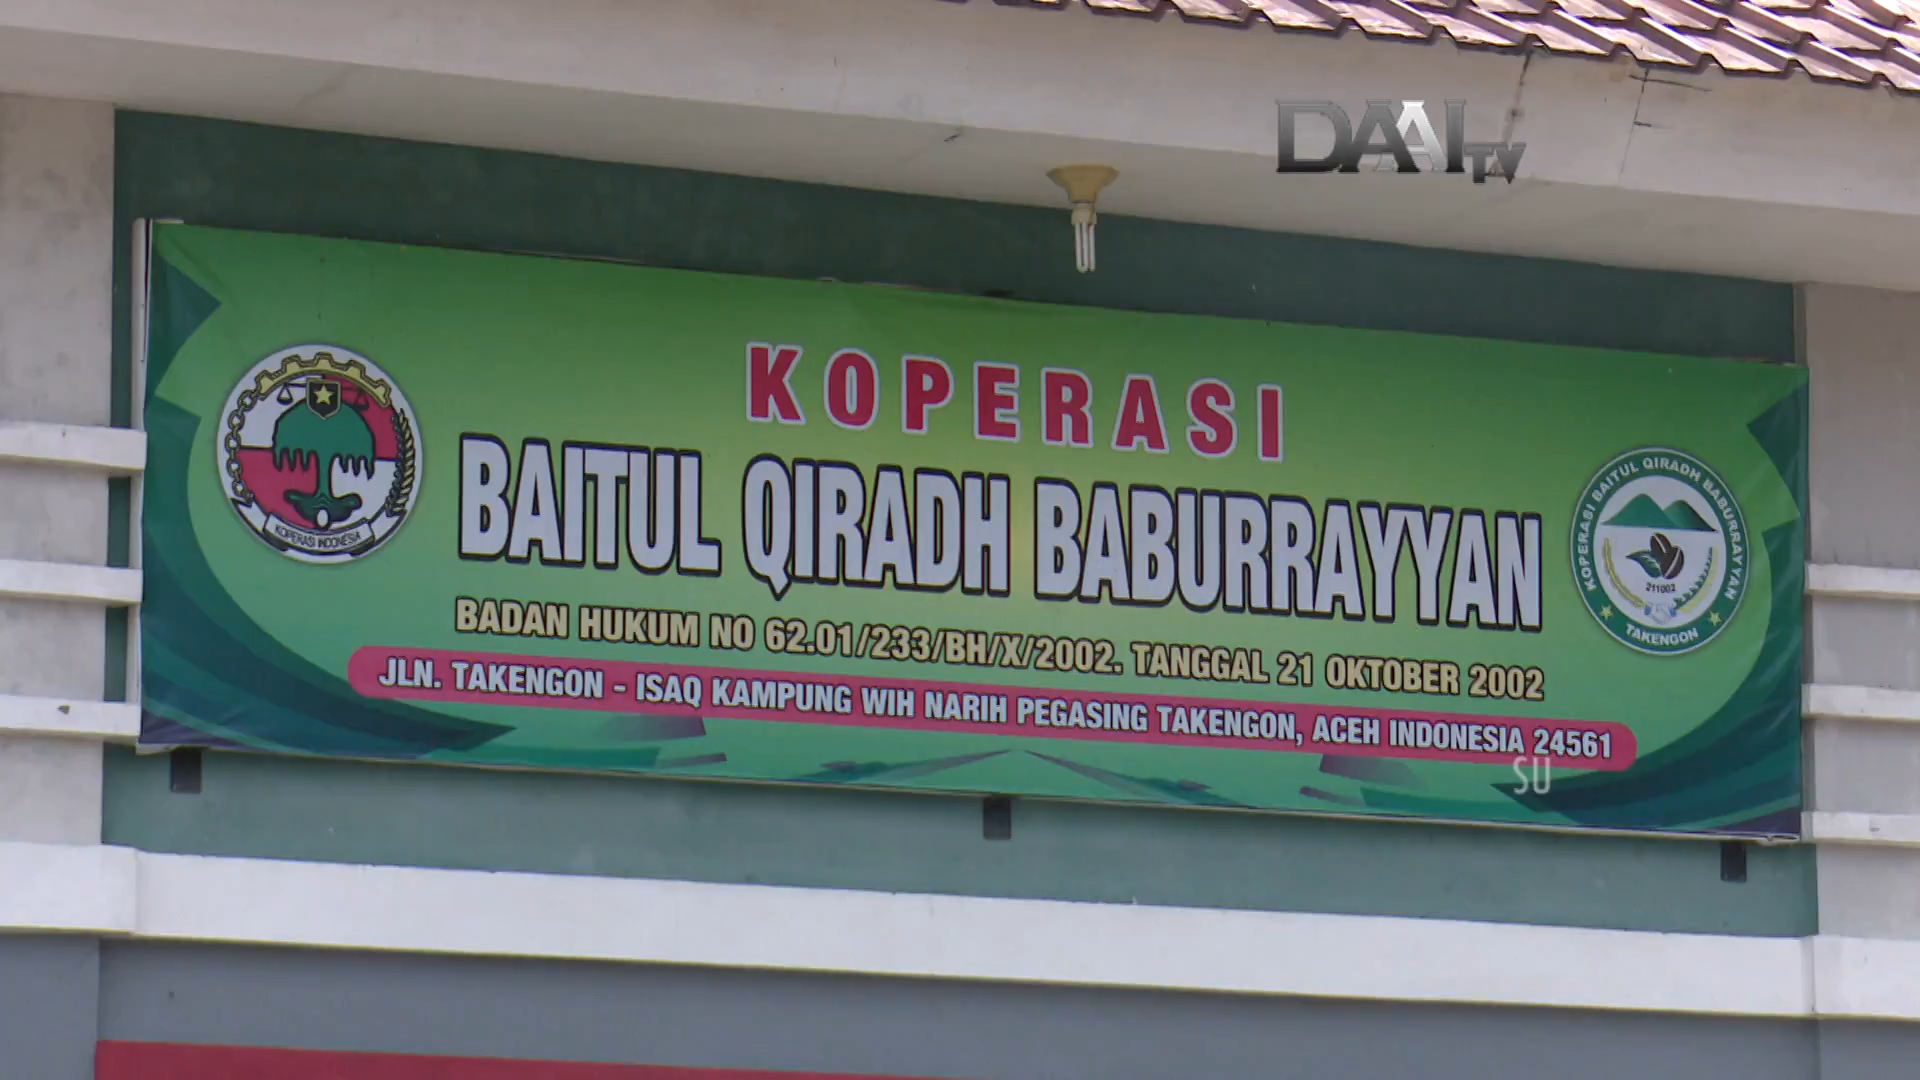 DAAI TV
KOPERASI
BAITUL QIRADH BABURRAYYAN
BADAN HUKUM NO 62.01/233/BH/X/2002. TANGGAL 21 OKTOBER 2002
JLN. TAKENGON - ISAQ KAMPUNG WIH NARIH PEGASING TAKENGON, ACEH INDONESIA 24561
KOPERASI INDONESIA
KOPERASI BAITUL QIRADH BABURRAYYAN
211002
TAKENGON
SU